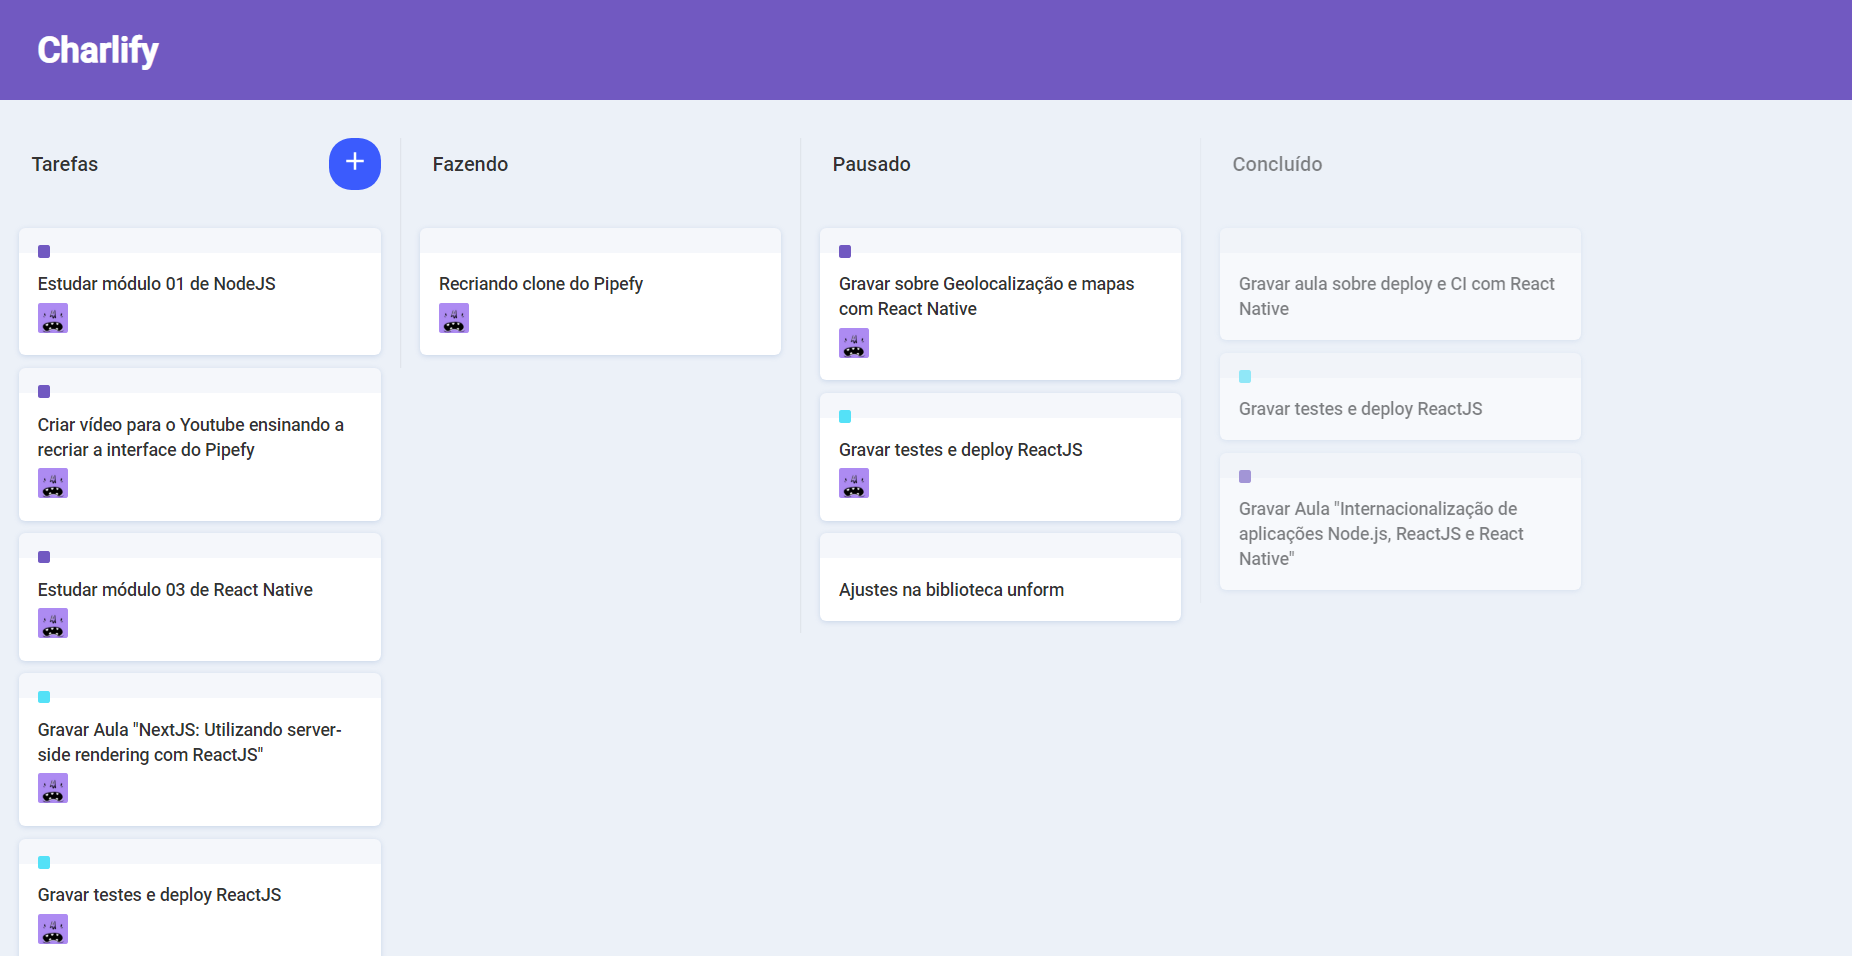 Charlify
Tarefas
+
Estudar módulo 01 de NodeJS
Criar vídeo para o Youtube ensinando a
recriar a interface do Pipefy
Estudar módulo 03 de React Native
Gravar Aula "NextJS: Utilizando server-
side rendering com ReactJS"
Gravar testes e deploy ReactJS
Fazendo
Recriando clone do Pipefy
Pausado
Gravar sobre Geolocalização e mapas
com React Native
Gravar testes e deploy ReactJS
Ajustes na biblioteca unform
Concluído
Gravar aula sobre deploy e CI com React
Native
Gravar testes e deploy ReactJS
Gravar Aula "Internacionalização de
aplicações Node.js, ReactJS e React
Native"